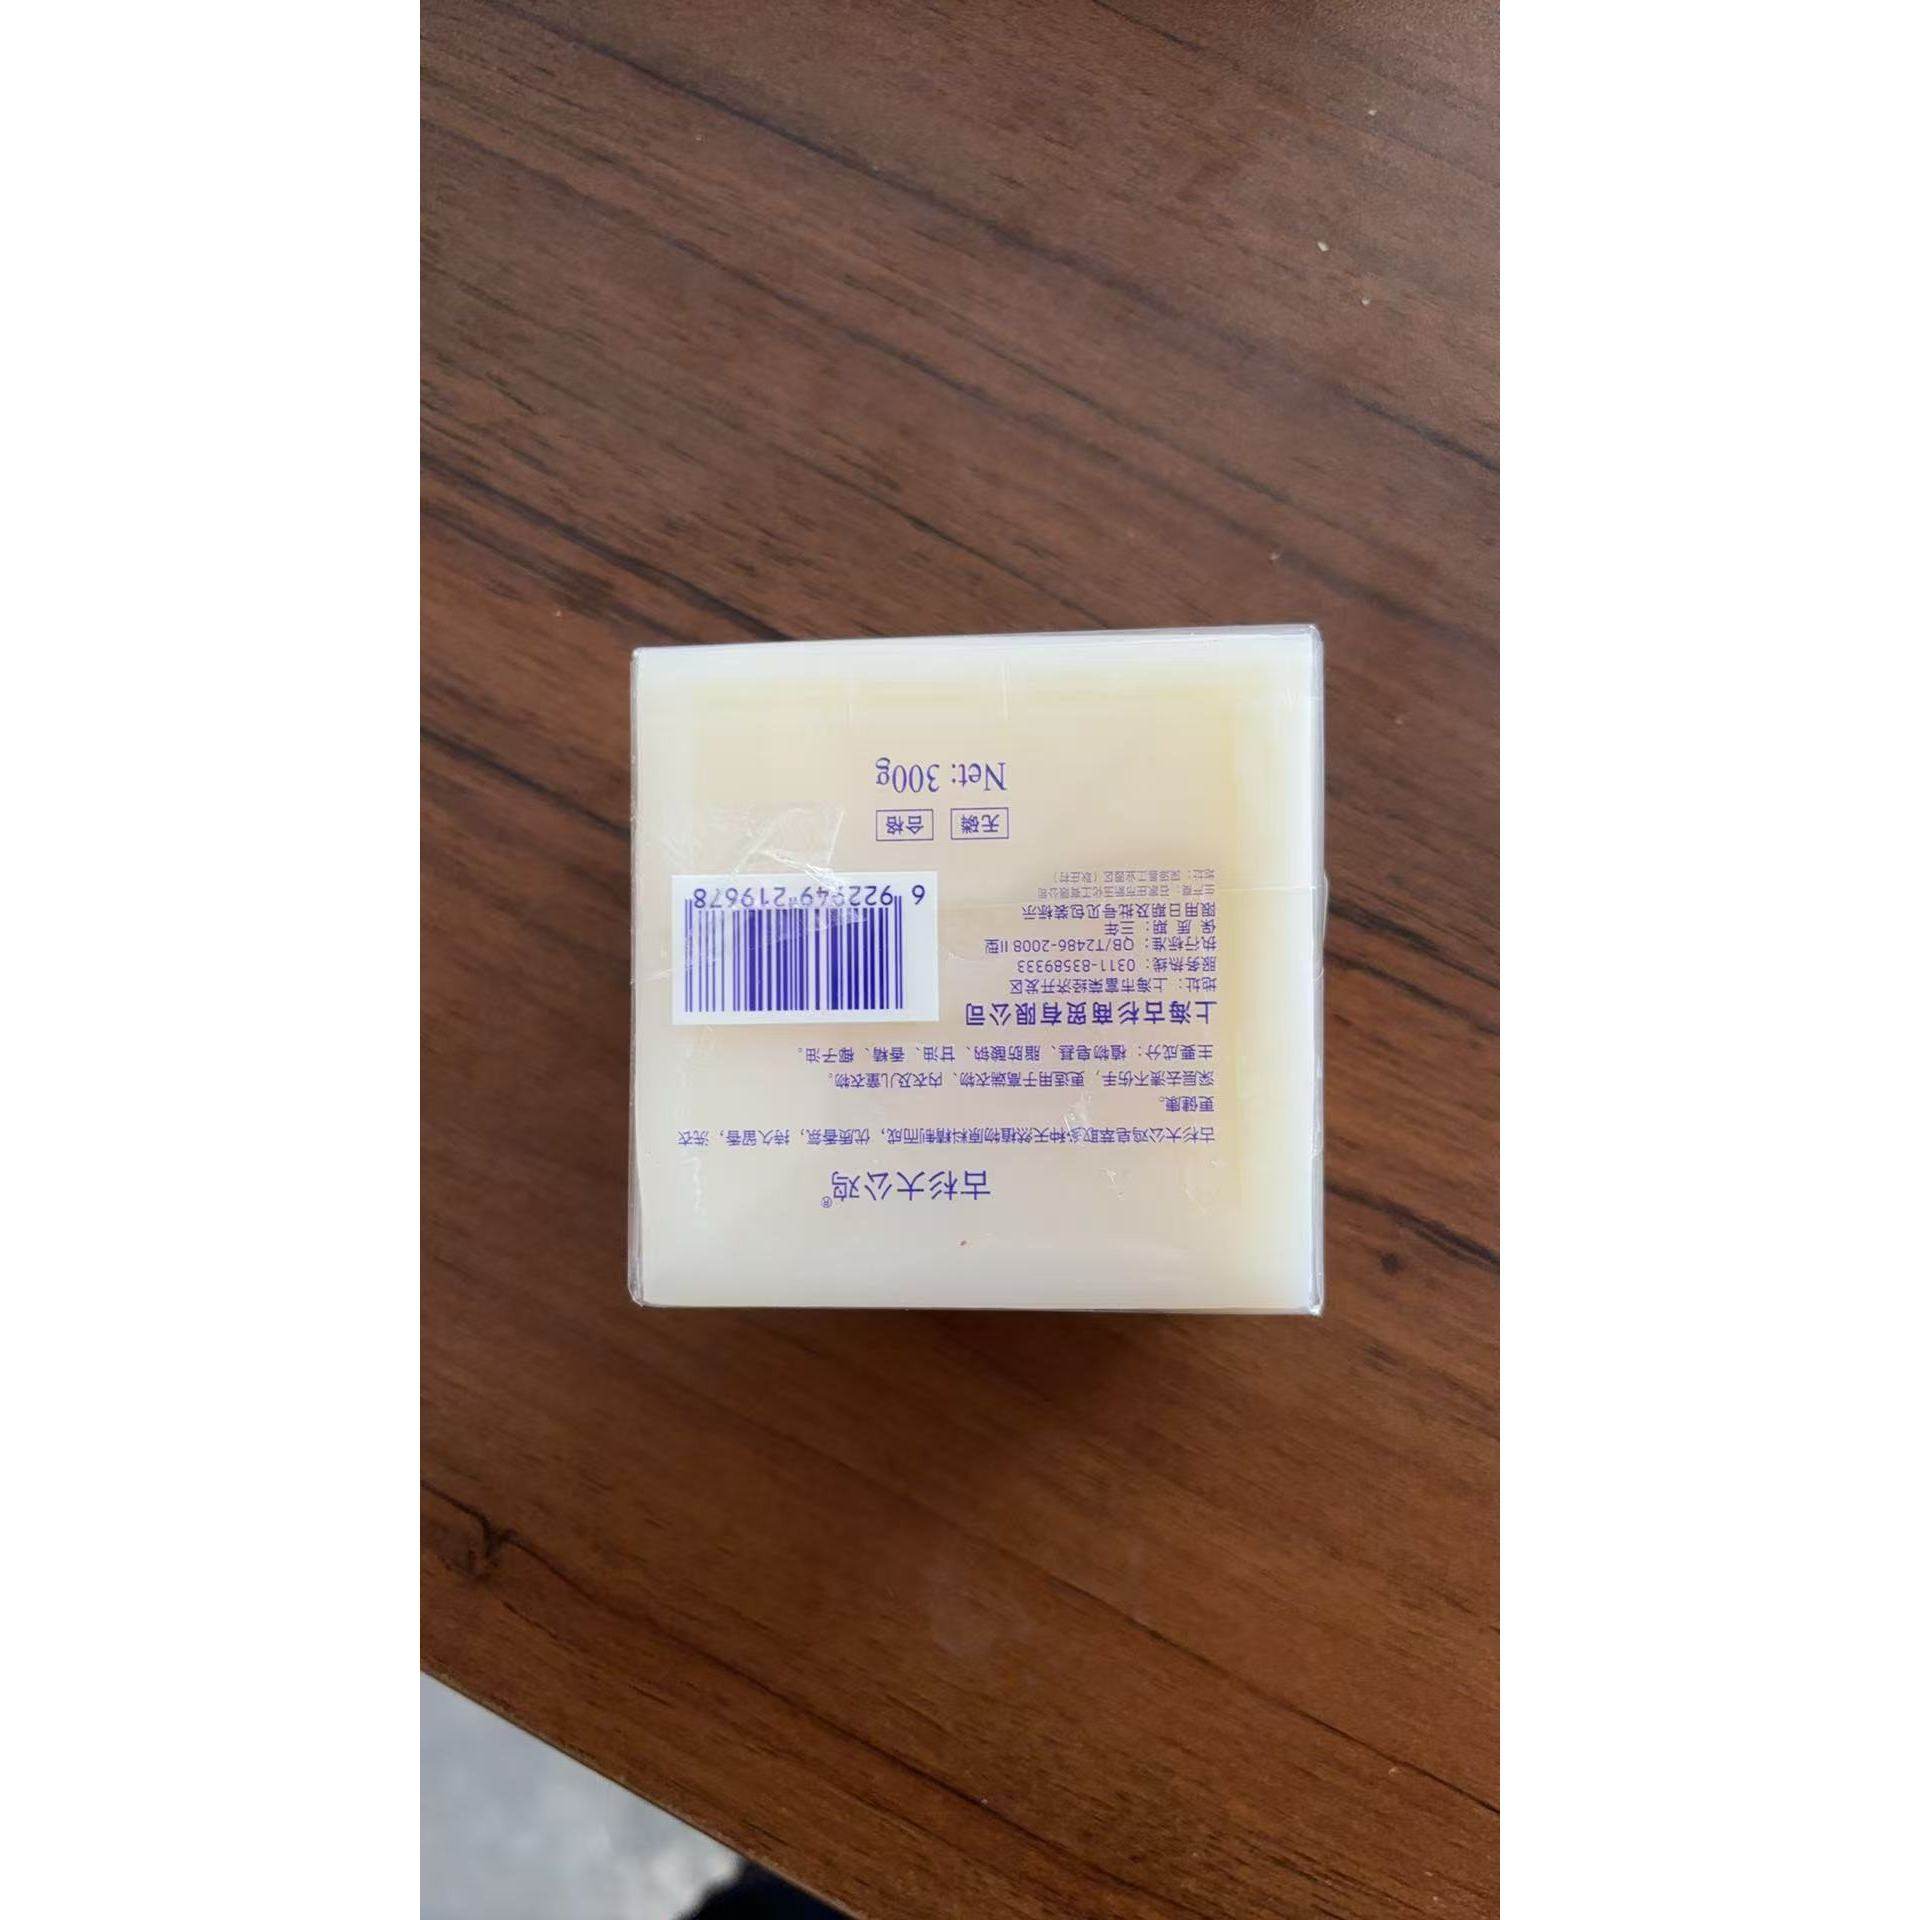 古杉大公鸡®
古杉大公鸡皂萃取多种天然植物原料精制而成，优质香氛，持久留香，洗衣
更健康。
深层去渍不伤手，更适用于高端衣物、内衣及儿童衣物。
主要成分：植物皂基、脂肪酸钠、甘油、香精、椰子油。
上海古杉商贸有限公司
地址：上海市富荣经济开发区
服务热线：0311-83589333
执行标准：QB/T2486-2008 II型
保 质 期：三年
限用日期及批号见包装标示
6 922949 219678
无磷 合格
Net: 300g